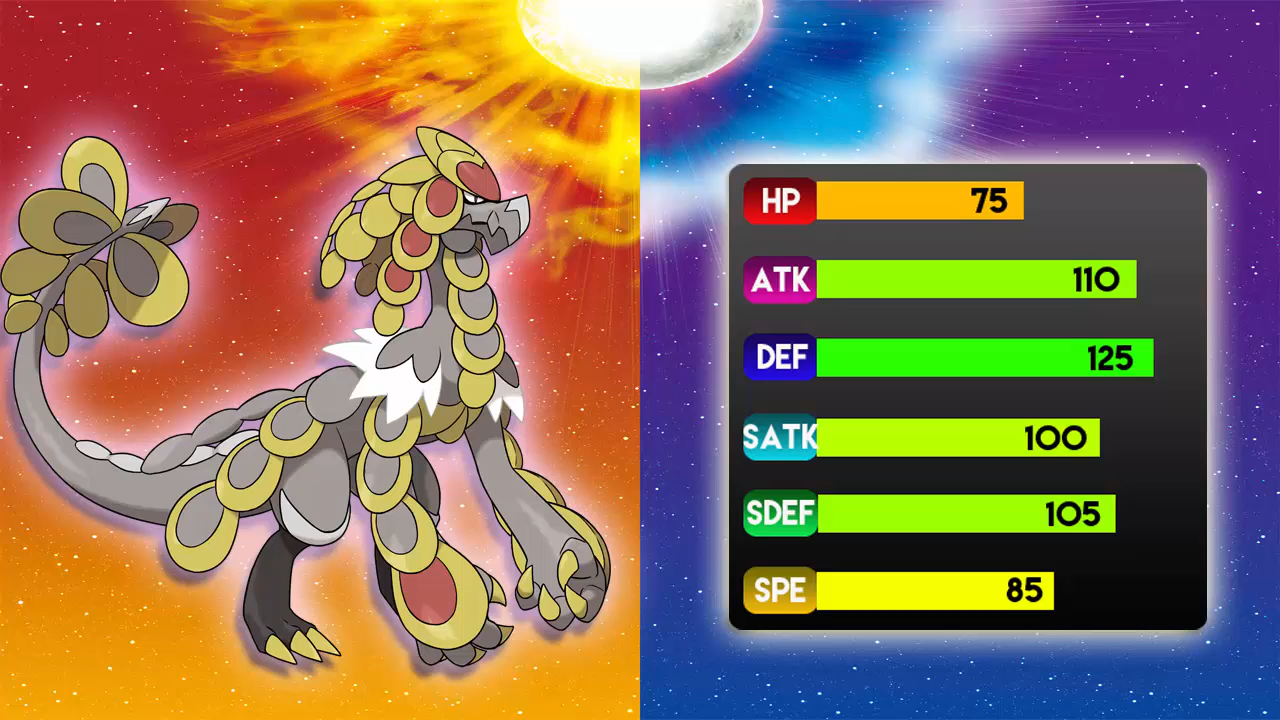 HP 75
ATK 110
DEF 125
SATK 100
SDEF 105
SPE 85